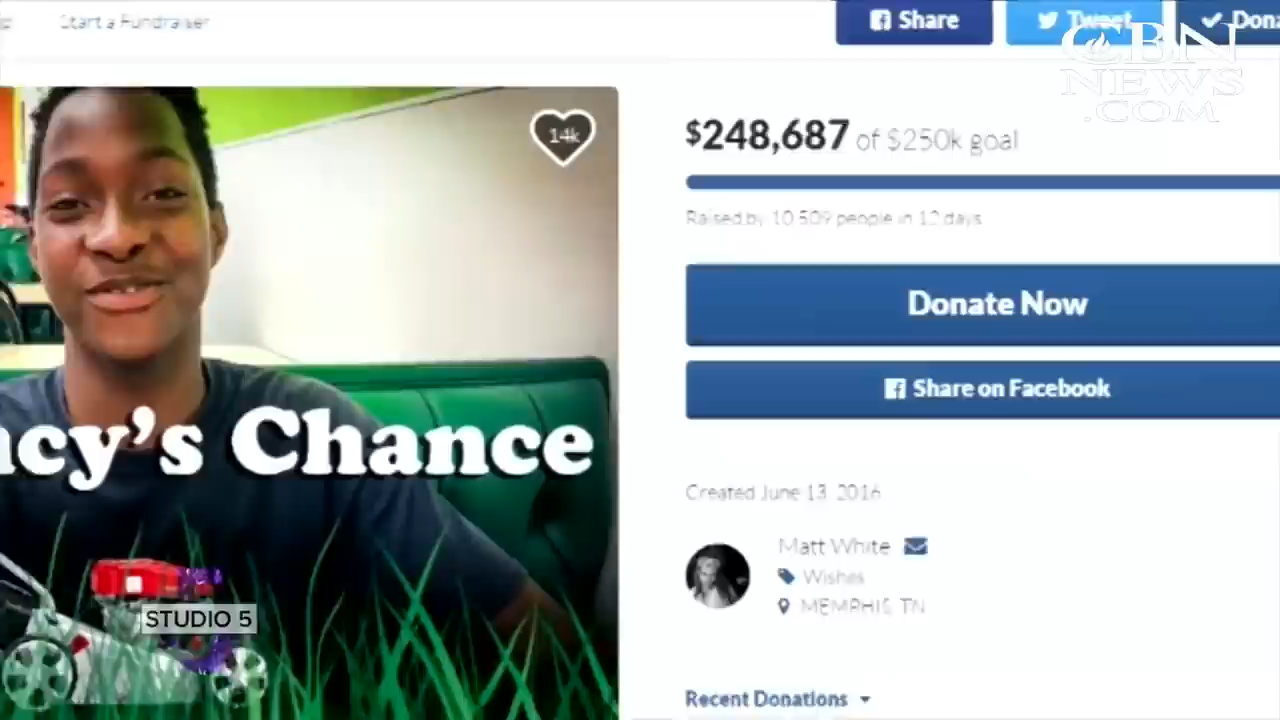 Start a Fundraiser
Share
Tweet
Dona
CBN
NEWS
.COM
14k
$248,687 of $250k goal
Raised by 10,509 people in 12 days
Donate Now
Share on Facebook
ncy's Chance
Created June 13, 2016
Matt White
Wishes
MEMPHIS, TN
STUDIO 5
Recent Donations